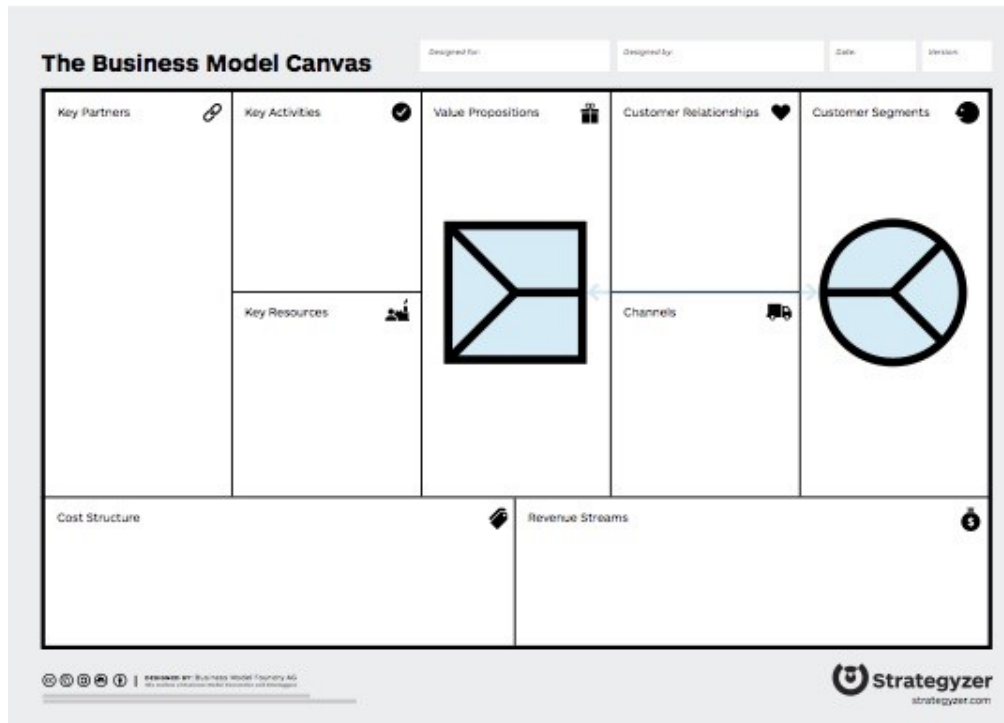 The Business Model Canvas
Designed for:
Designed by:
Date:
Version:
Key Partners
Key Activities
Value Propositions
Customer Relationships
Customer Segments
Key Resources
Channels
Cost Structure
Revenue Streams
DESIGNED BY: Business Model Foundry AG
Strategyzer
strategyzer.com